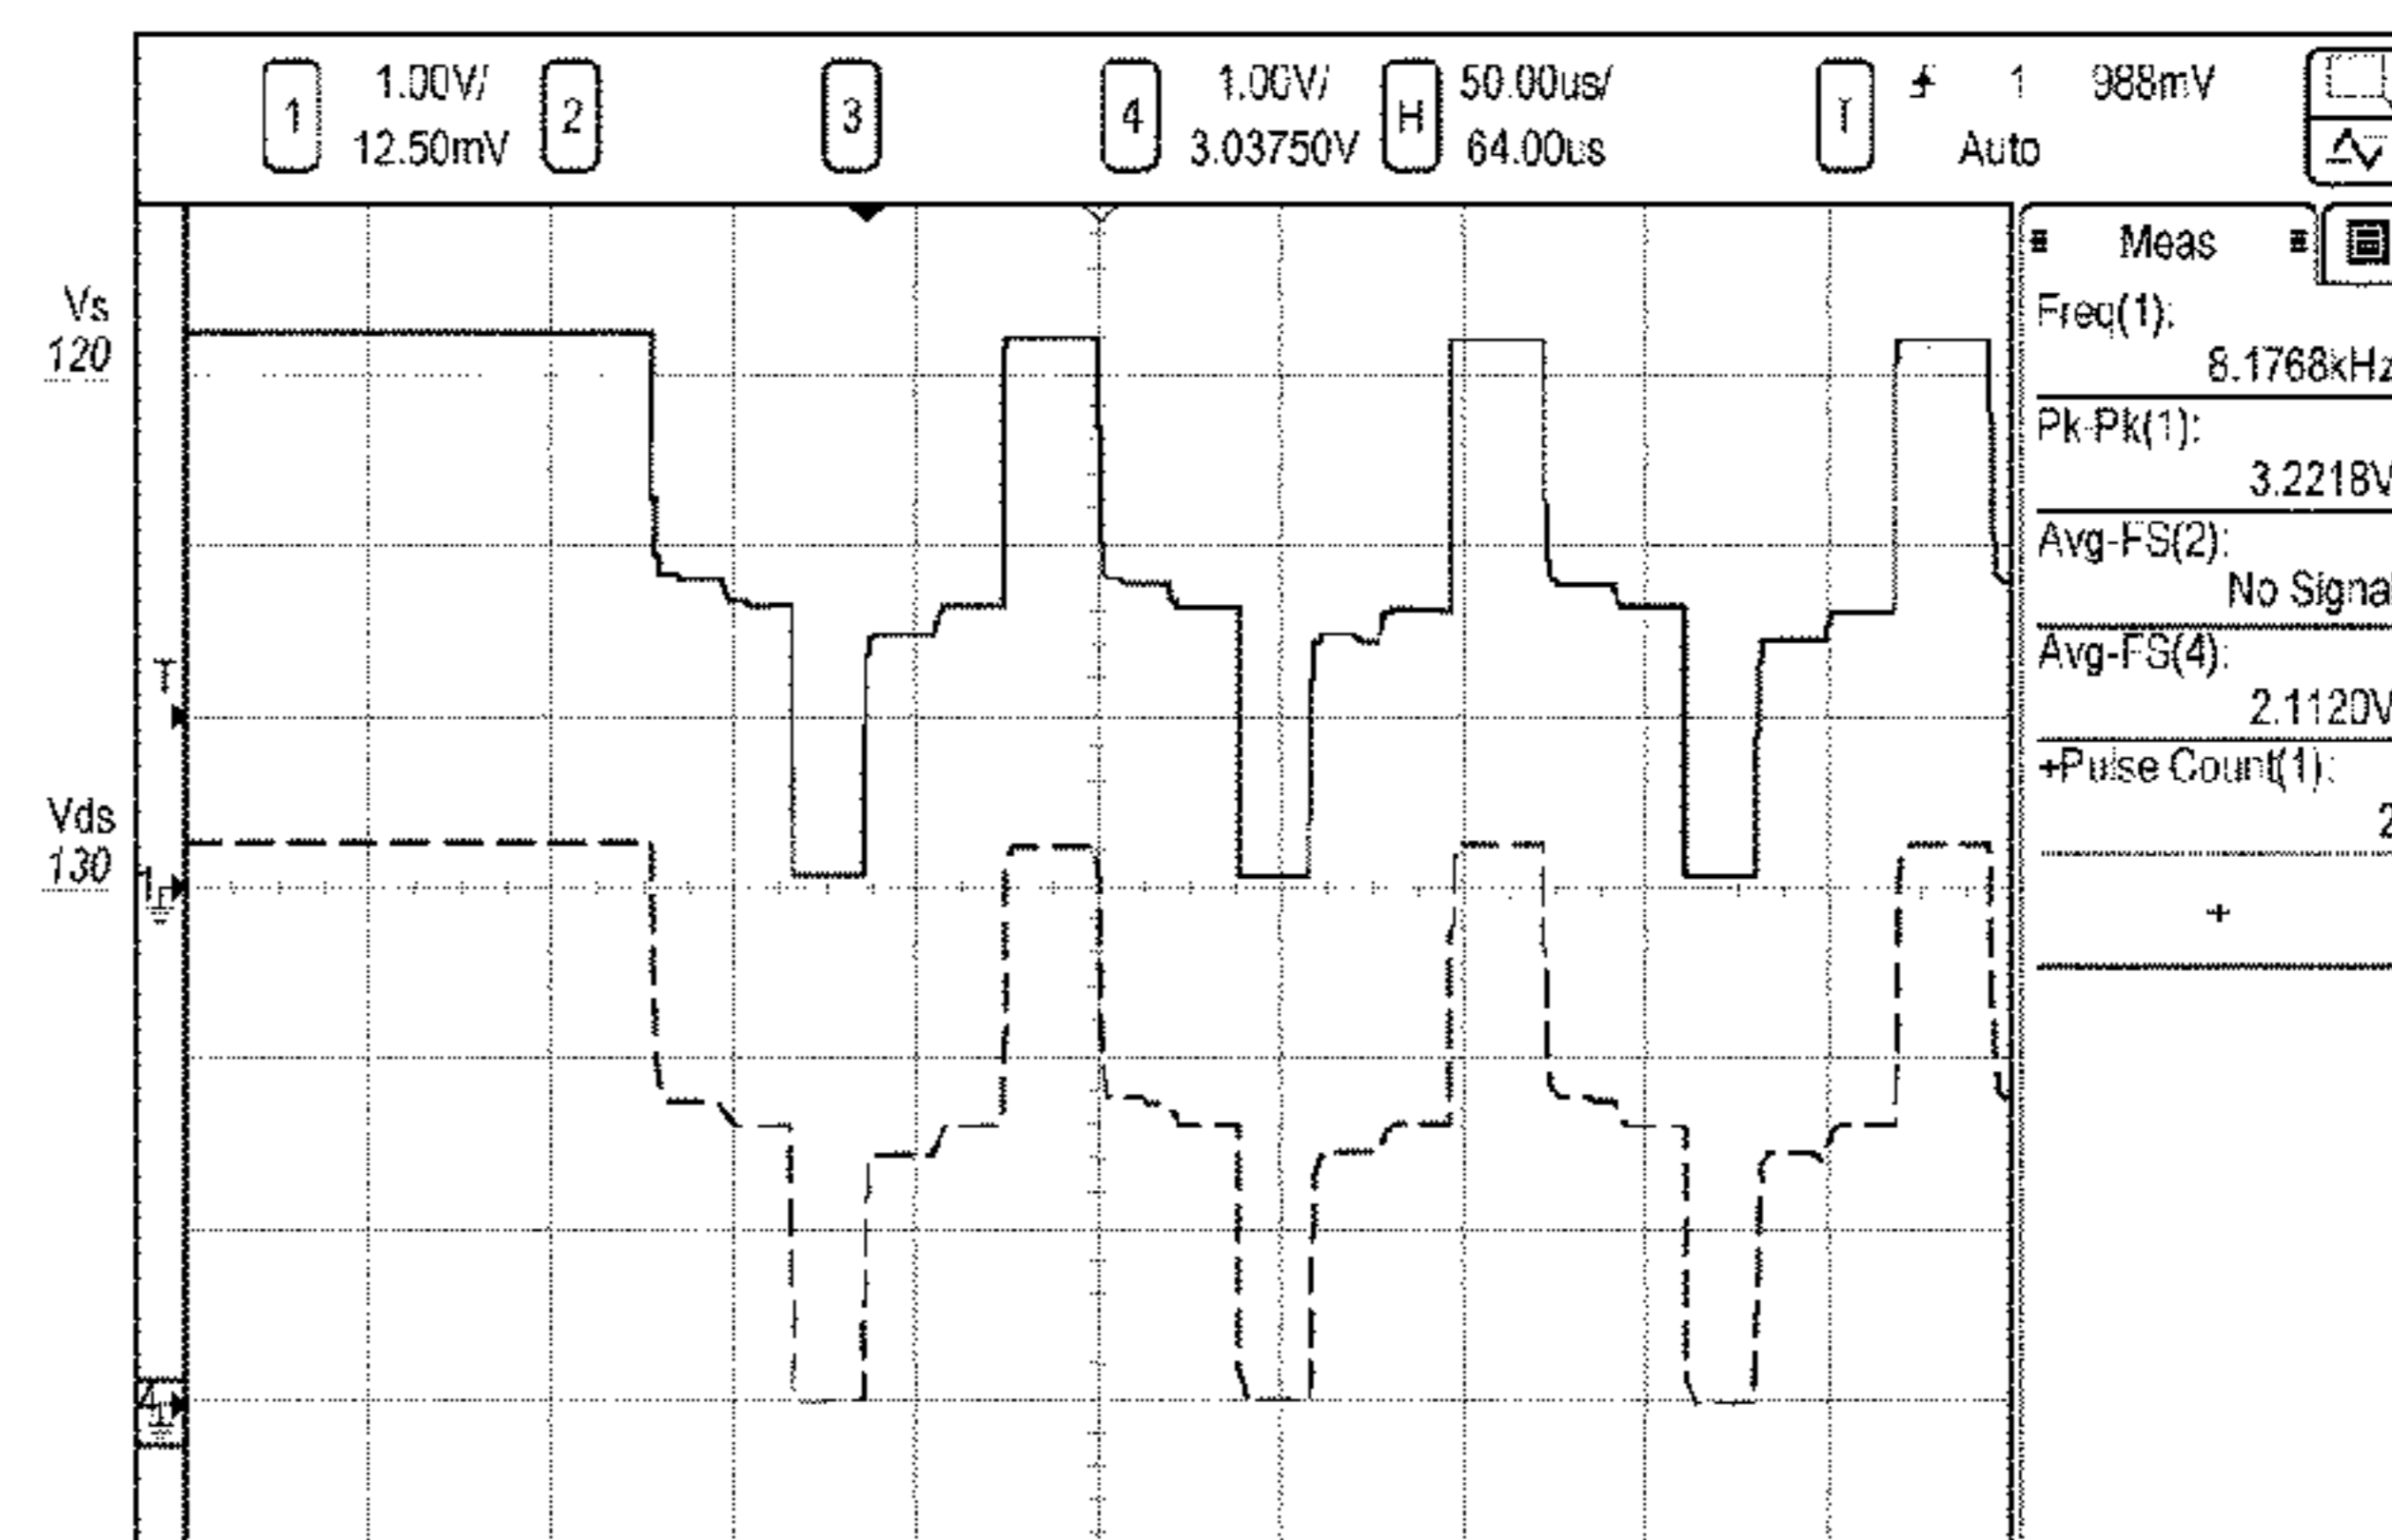 1 1.00V/ 2 3 4 1.00V/ H 50.00us/ T 1 988mV
12.50mV 3.03750V 64.00us Auto
Meas
Vs
120
Freq(1):
8.1768kHz
Pk-Pk(1):
3.2218V
Avg-FS(2):
No Signal
Avg-FS(4):
2.1120V
T
+Pulse Count(1):
2
Vds
130
+